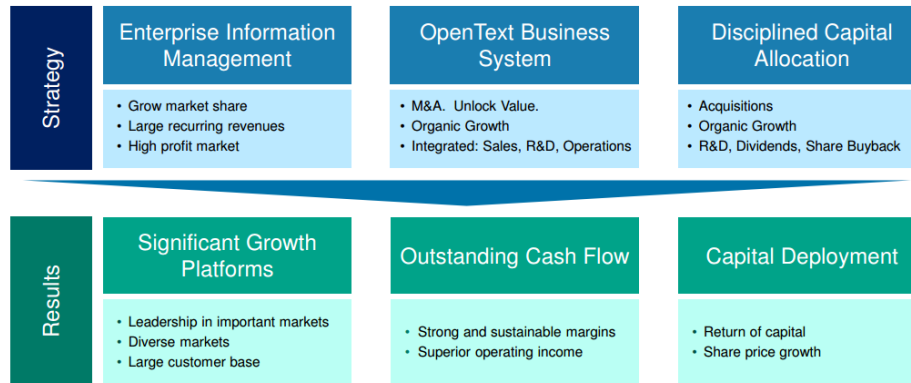 Strategy
Enterprise Information
Management
• Grow market share
• Large recurring revenues
• High profit market
OpenText Business
System
• M&A. Unlock Value.
• Organic Growth
• Integrated: Sales, R&D, Operations
Disciplined Capital
Allocation
• Acquisitions
• Organic Growth
• R&D, Dividends, Share Buyback
Results
Significant Growth
Platforms
• Leadership in important markets
• Diverse markets
• Large customer base
Outstanding Cash Flow
• Strong and sustainable margins
• Superior operating income
Capital Deployment
• Return of capital
• Share price growth